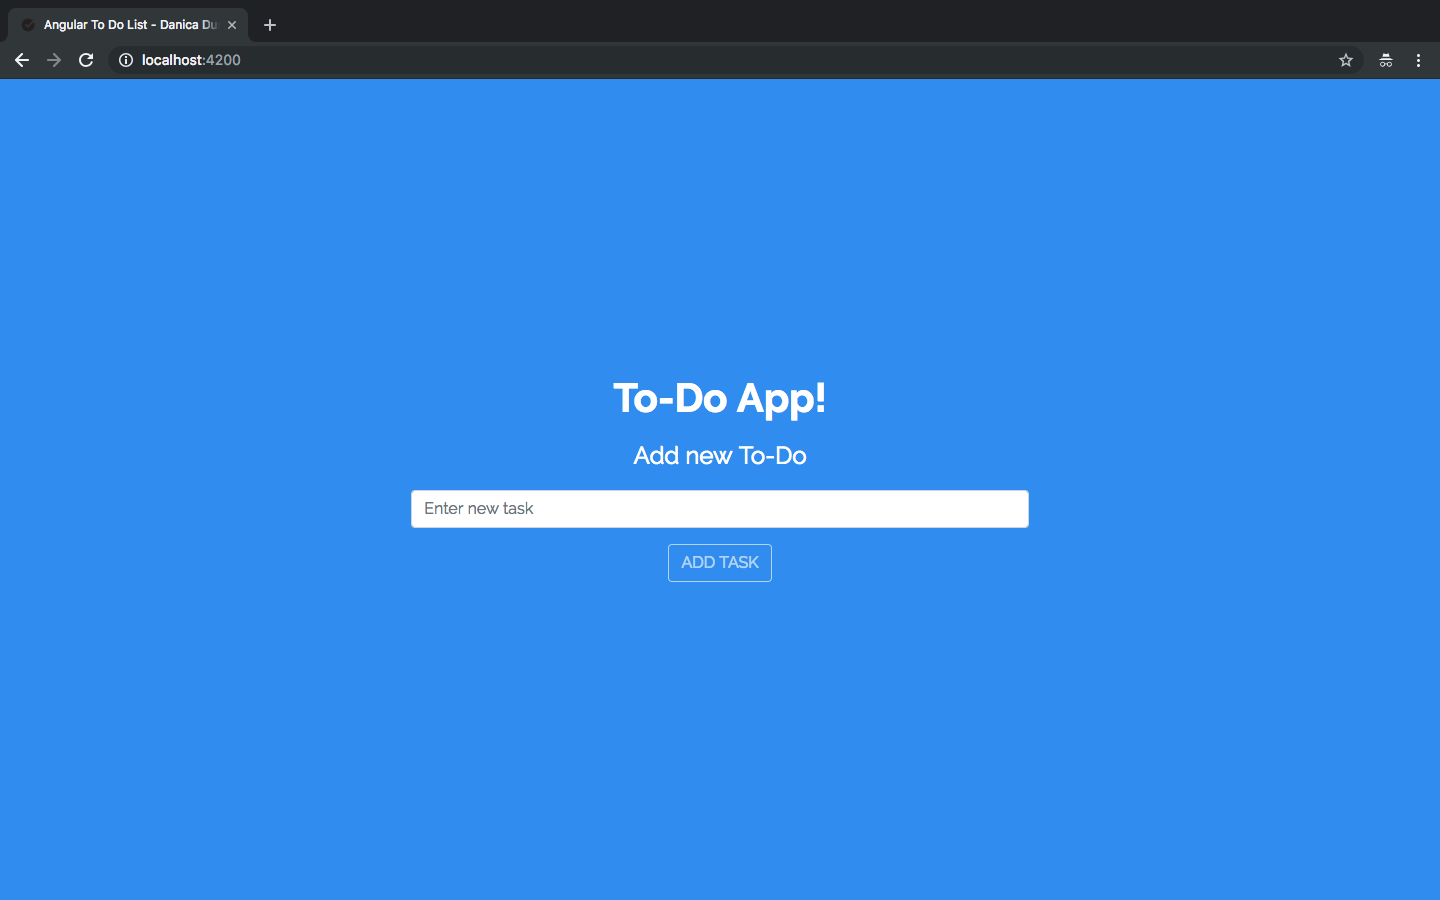 Angular To Do List - Danica
localhost:4200
To-Do App!
Add new To-Do
Enter new task
ADD TASK